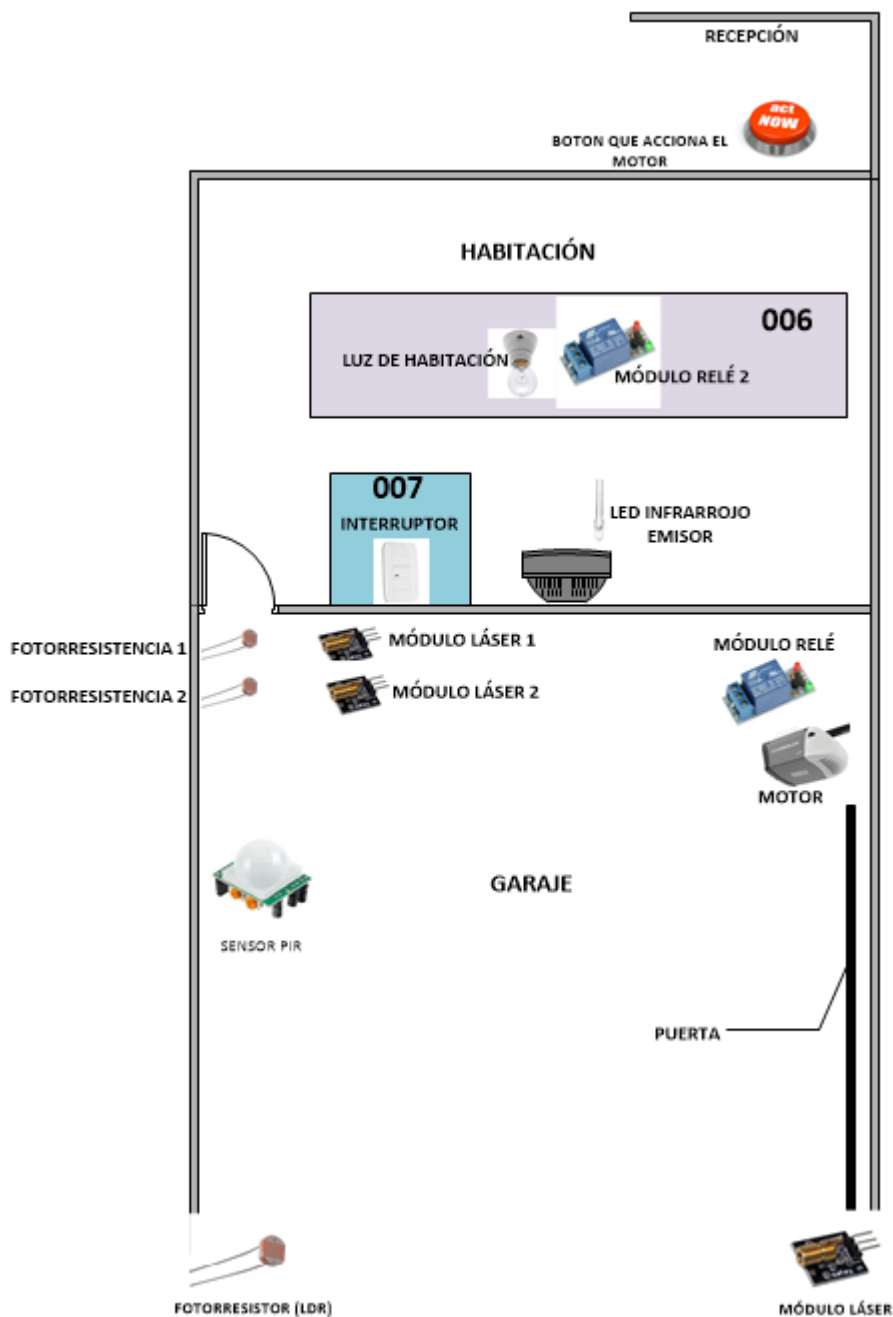 RECEPCIÓN
act
NOW
BOTON QUE ACCIONA EL
MOTOR
HABITACIÓN
006
LUZ DE HABITACIÓN
MÓDULO RELÉ 2
007
INTERRUPTOR
LED INFRARROJO
EMISOR
FOTORRESISTENCIA 1
MÓDULO LÁSER 1
MÓDULO RELÉ
FOTORRESISTENCIA 2
MÓDULO LÁSER 2
MOTOR
GARAJE
SENSOR PIR
PUERTA
FOTORRESISTOR (LDR)
MÓDULO LÁSER